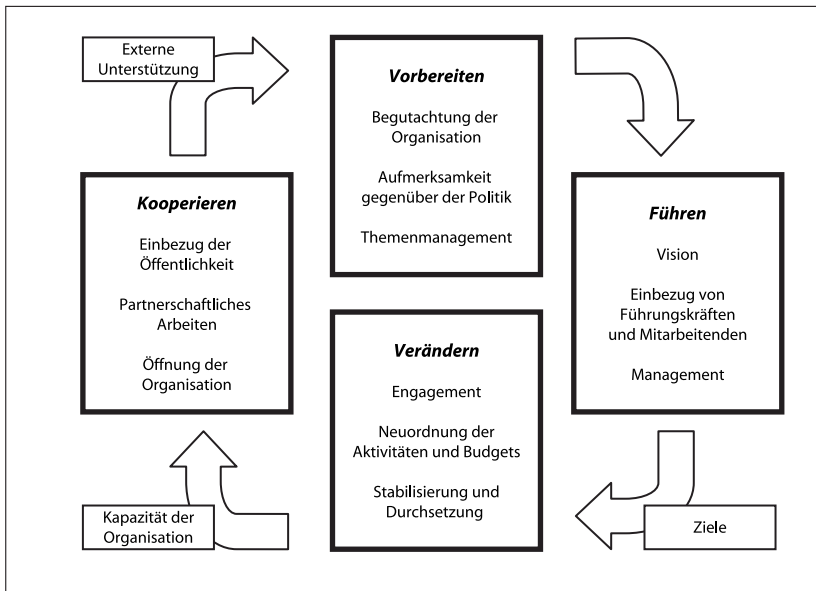 Externe
Unterstützung
Vorbereiten
Begutachtung der
Organisation
Aufmerksamkeit
gegenüber der Politik
Themenmanagement
Kooperieren
Einbezug der
Öffentlichkeit
Partnerschaftliches
Arbeiten
Öffnung der
Organisation
Führen
Vision
Einbezug von
Führungskräften
und Mitarbeitenden
Management
Verändern
Engagement
Neuordnung der
Aktivitäten und Budgets
Stabilisierung und
Durchsetzung
Kapazität der
Organisation
Ziele